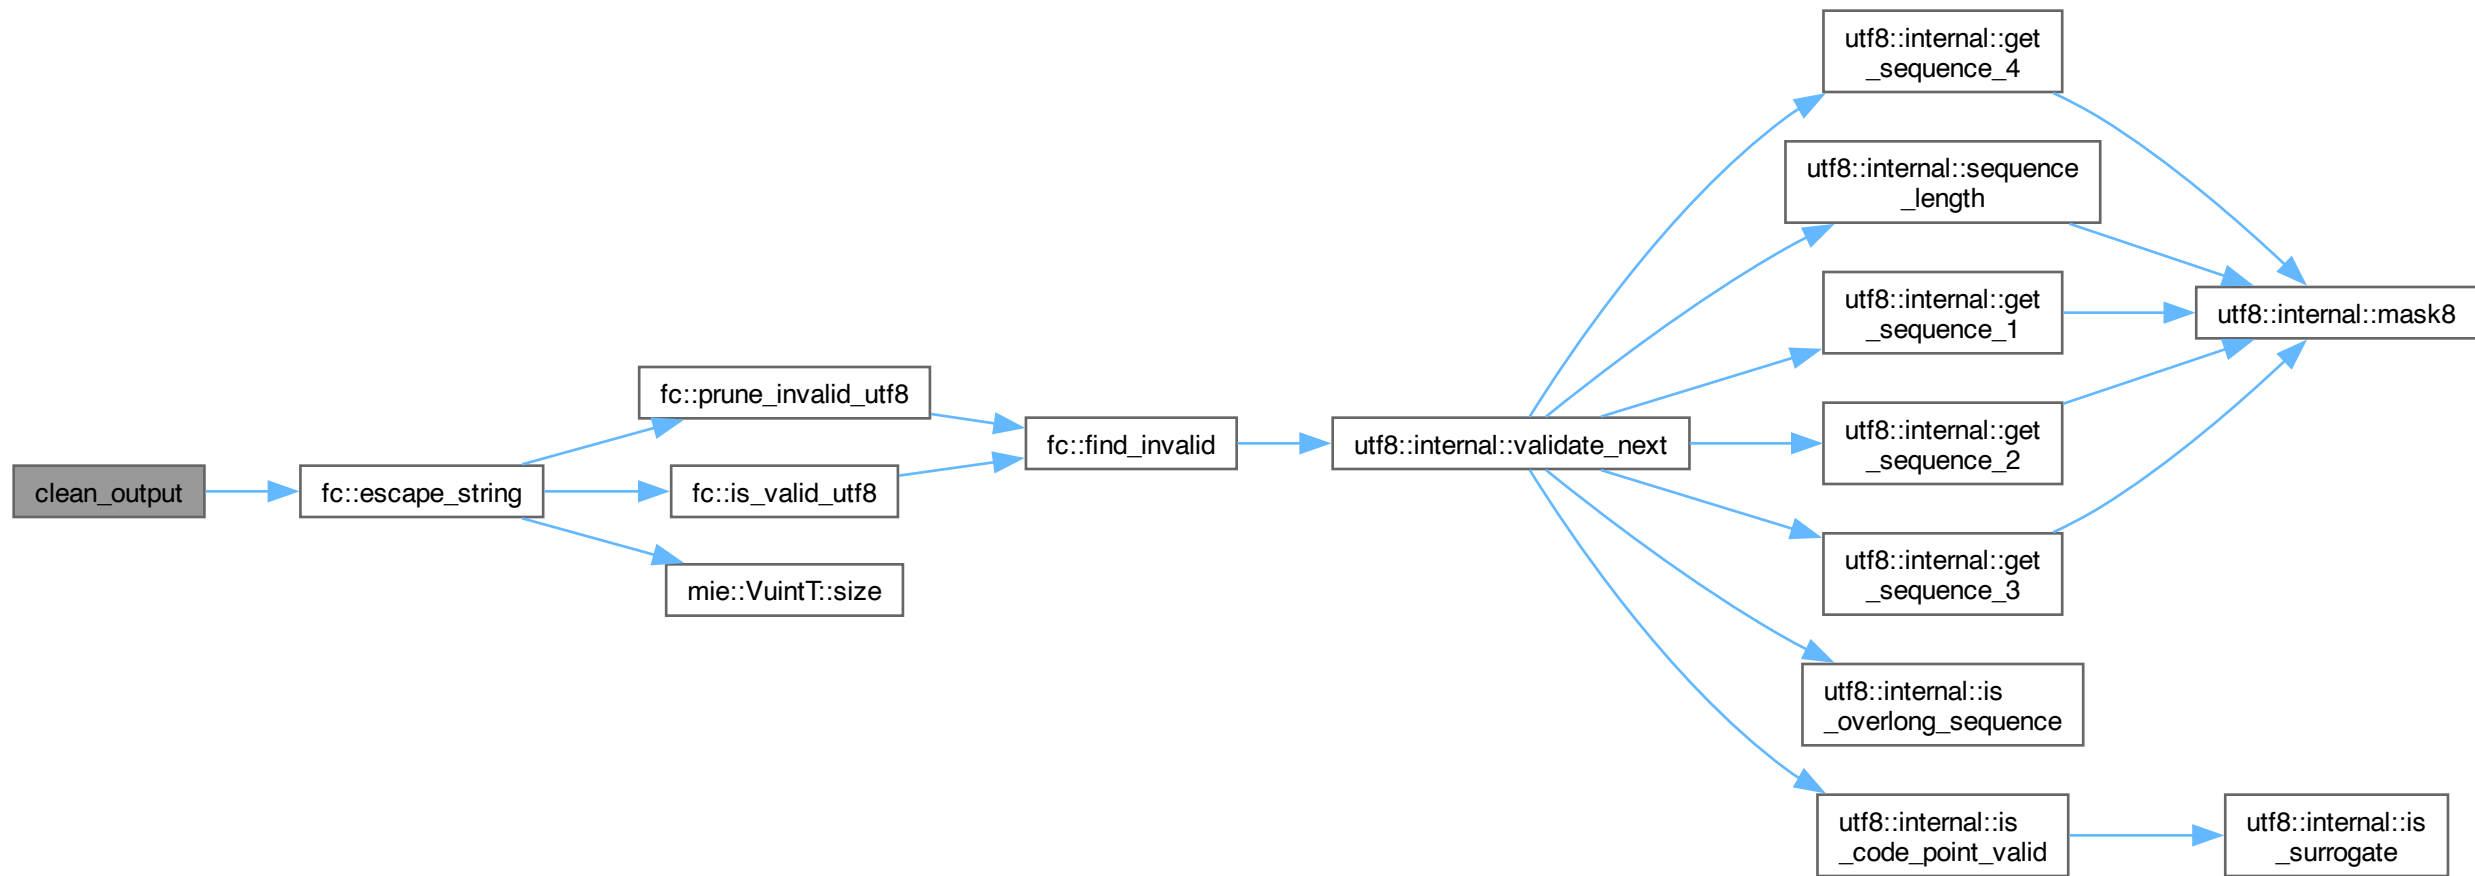 clean_output
fc::escape_string
fc::prune_invalid_utf8
fc::is_valid_utf8
mie::VuintT::size
fc::find_invalid
utf8::internal::validate_next
utf8::internal::get
_sequence_4
utf8::internal::sequence
_length
utf8::internal::get
_sequence_1
utf8::internal::get
_sequence_2
utf8::internal::get
_sequence_3
utf8::internal::is
_overlong_sequence
utf8::internal::is
_code_point_valid
utf8::internal::mask8
utf8::internal::is
_surrogate